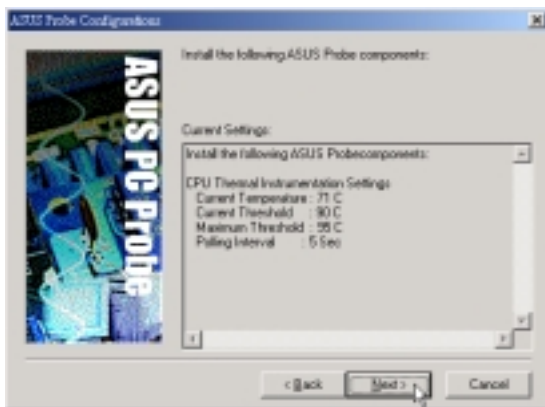 ASUS Probe Configurations
ASUS PC Probe
Install the following ASUS Probe components:
Current Settings:
Install the following ASUS Probecomponents:
CPU Thermal Instrumentation Settings
Current Temperature : 71 C
Current Threshold : 90 C
Maximum Threshold : 95 C
Polling Interval : 5 Sec
< Back
Next >
Cancel